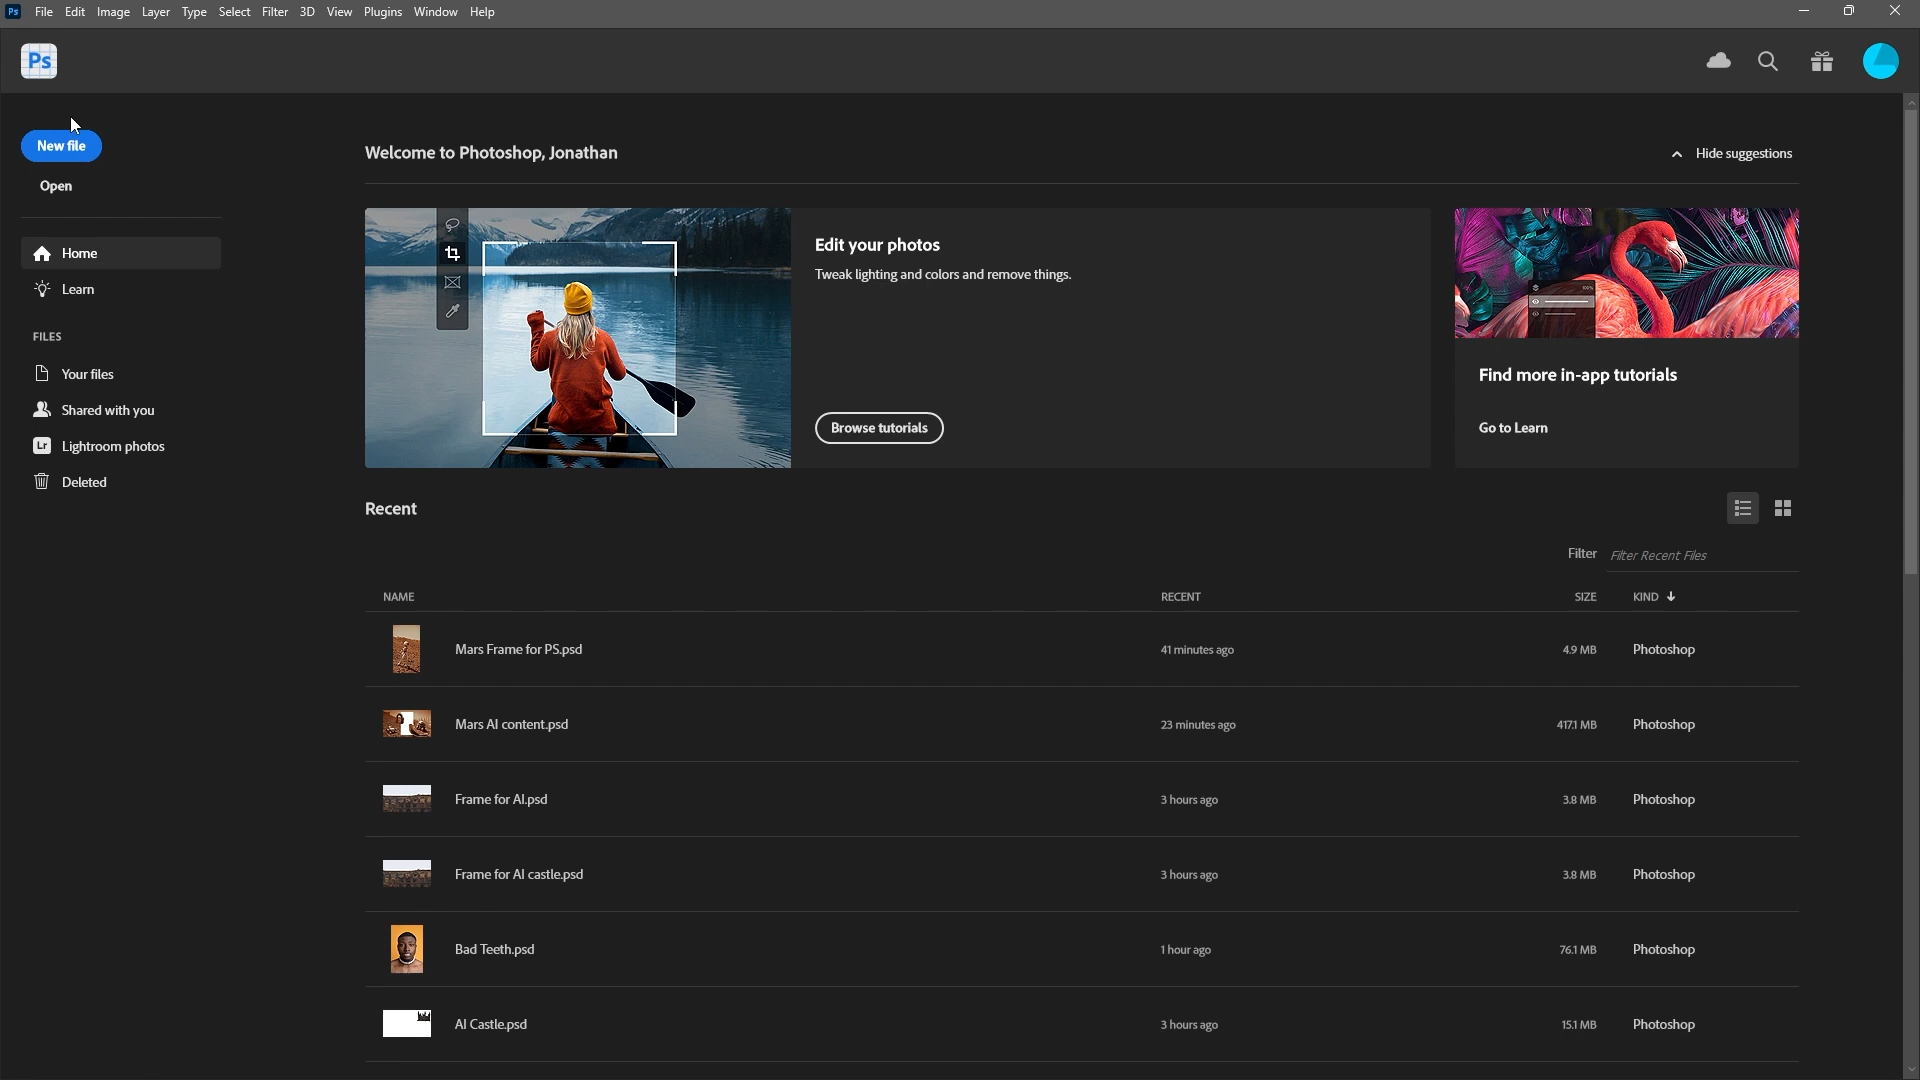 Ps File Edit Image Layer Type Select Filter 3D View Plugins Window Help
Ps
New file
Open
Home
Learn
FILES
Your files
Shared with you
Lr Lightroom photos
Deleted
Welcome to Photoshop, Jonathan
Hide suggestions
Edit your photos
Tweak lighting and colors and remove things.
Browse tutorials
100%
Find more in-app tutorials
Go to Learn
Recent
Filter Filter Recent Files
NAME RECENT SIZE KIND
Mars Frame for PS.psd 41 minutes ago 4.9 MB Photoshop
Mars AI content.psd 23 minutes ago 417.1 MB Photoshop
Frame for AI.psd 3 hours ago 3.8 MB Photoshop
Frame for AI castle.psd 3 hours ago 3.8 MB Photoshop
Bad Teeth.psd 1 hour ago 76.1 MB Photoshop
AI Castle.psd 3 hours ago 15.1 MB Photoshop